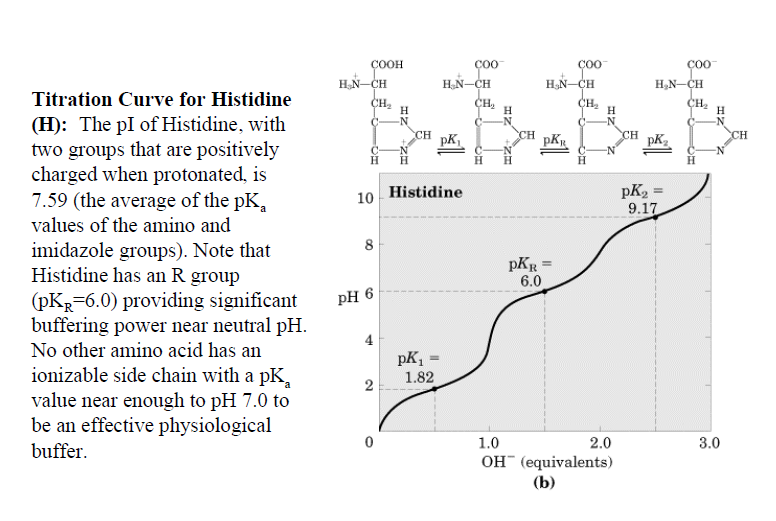 Titration Curve for Histidine
(H): The pI of Histidine, with
two groups that are positively
charged when protonated, is
7.59 (the average of the pKa
values of the amino and
imidazole groups). Note that
Histidine has an R group
(pKR=6.0) providing significant
buffering power near neutral pH.
No other amino acid has an
ionizable side chain with a pKa
value near enough to pH 7.0 to
be an effective physiological
buffer.
COOH
H₃N⁺—CH
CH₂
H
C—N
CH
C—N⁺
H H
pK₁
COO⁻
H₃N⁺—CH
CH₂
H
C—N
CH
C—N⁺
H H
pKR
COO⁻
H₃N⁺—CH
CH₂
H
C—N
CH
C—N
H
pK₂
COO⁻
H₂N—CH
CH₂
H
C—N
CH
C—N
H
Histidine
pK₂ =
9.17
pKR =
6.0
pK₁ =
1.82
pH
10
8
6
4
2
0
1.0 2.0 3.0
OH⁻ (equivalents)
(b)